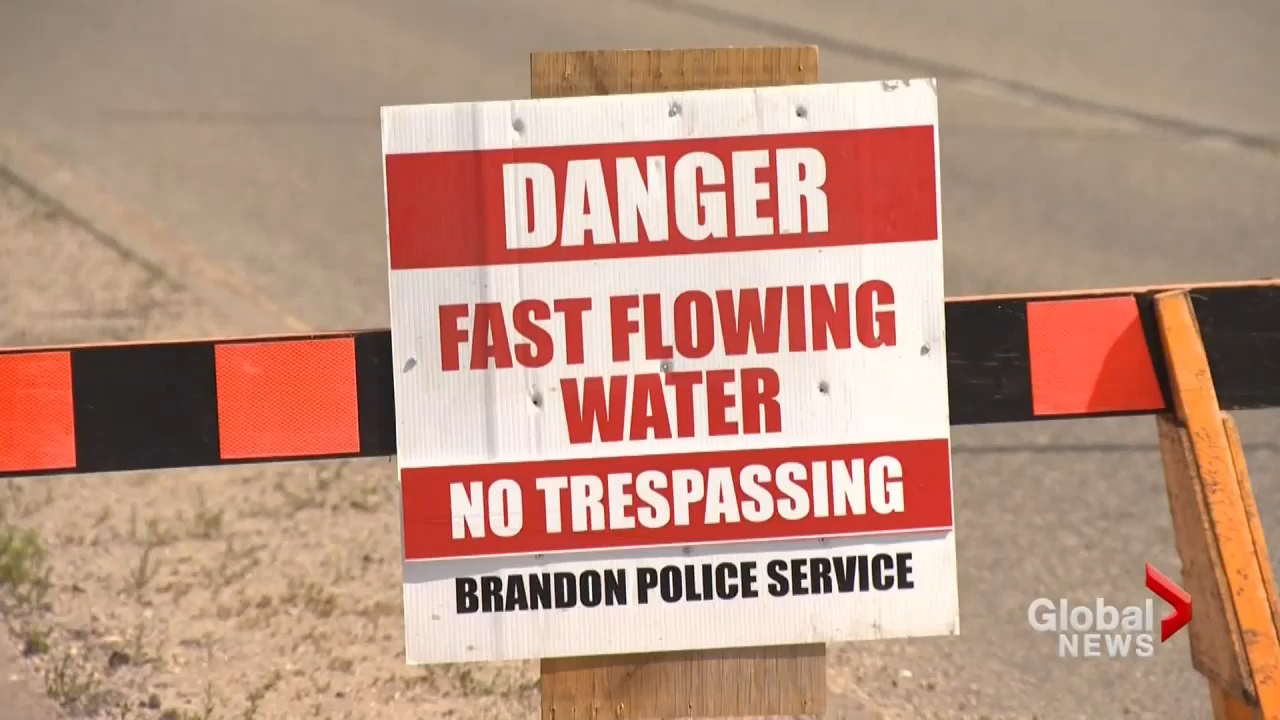 DANGER
FAST FLOWING
WATER
NO TRESPASSING
BRANDON POLICE SERVICE
Global
NEWS